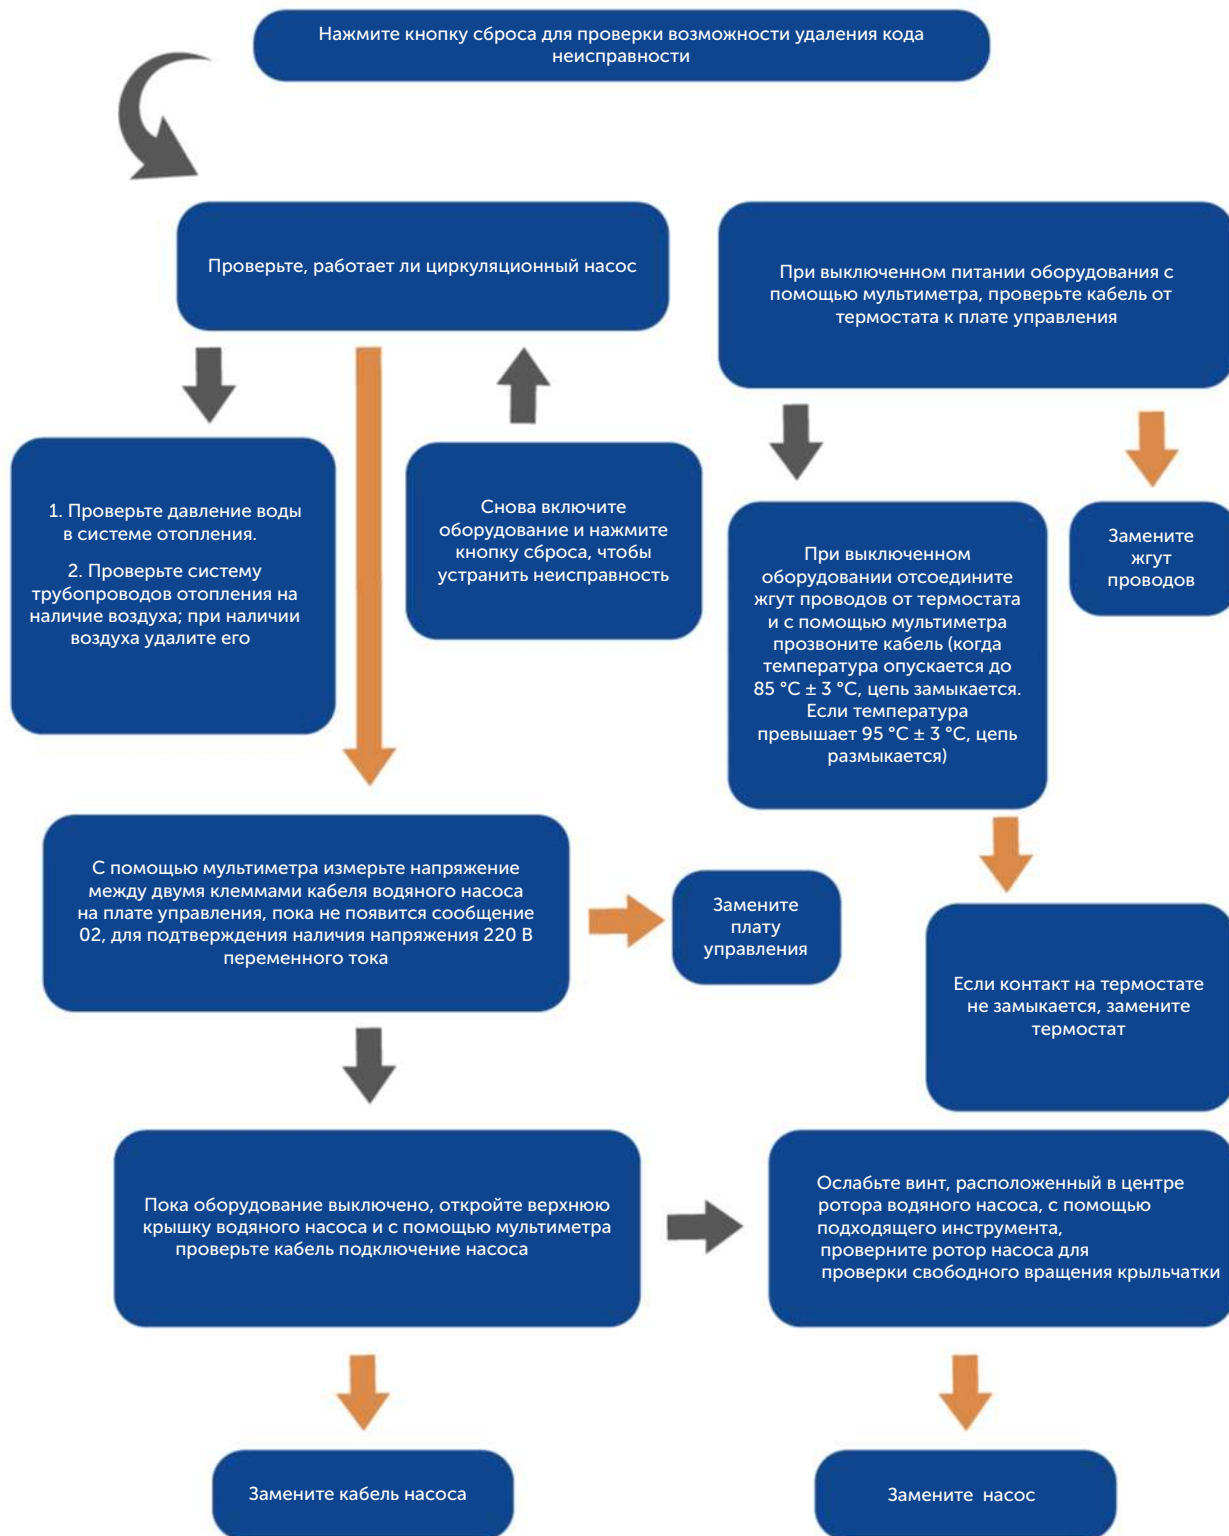 Нажмите кнопку сброса для проверки возможности удаления кода
неисправности
Проверьте, работает ли циркуляционный насос
При выключенном питании оборудования с
помощью мультиметра, проверьте кабель от
термостата к плате управления
1. Проверьте давление воды
в системе отопления.
2. Проверьте систему
трубопроводов отопления на
наличие воздуха; при наличии
воздуха удалите его
Снова включите
оборудование и нажмите
кнопку сброса, чтобы
устранить неисправность
При выключенном
оборудовании отсоедините
жгут проводов от термостата
и с помощью мультиметра
прозвоните кабель (когда
температура опускается до
85 °C ± 3 °C, цепь замыкается.
Если температура
превышает 95 °C ± 3 °C, цепь
размыкается)
Замените
жгут
проводов
С помощью мультиметра измерьте напряжение
между двумя клеммами кабеля водяного насоса
на плате управления, пока не появится сообщение
02, для подтверждения наличия напряжения 220 В
переменного тока
Замените
плату
управления
Если контакт на термостате
не замыкается, замените
термостат
Пока оборудование выключено, откройте верхнюю
крышку водяного насоса и с помощью мультиметра
проверьте кабель подключение насоса
Ослабьте винт, расположенный в центре
ротора водяного насоса, с помощью
подходящего инструмента,
проверните ротор насоса для
проверки свободного вращения крыльчатки
Замените кабель насоса
Замените насос